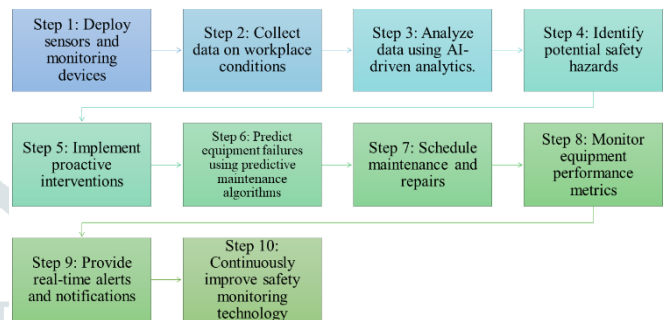 Step 1: Deploy
sensors and
monitoring
devices
Step 2: Collect
data on workplace
conditions
Step 3: Analyze
data using AI-
driven analytics.
Step 4: Identify
potential safety
hazards
Step 5: Implement
proactive
interventions
Step 6: Predict
equipment failures
using predictive
maintenance
algorithms
Step 7: Schedule
maintenance and
repairs
Step 8: Monitor
equipment
performance
metrics
Step 9: Provide
real-time alerts
and notifications
Step 10:
Continuously
improve safety
monitoring
technology